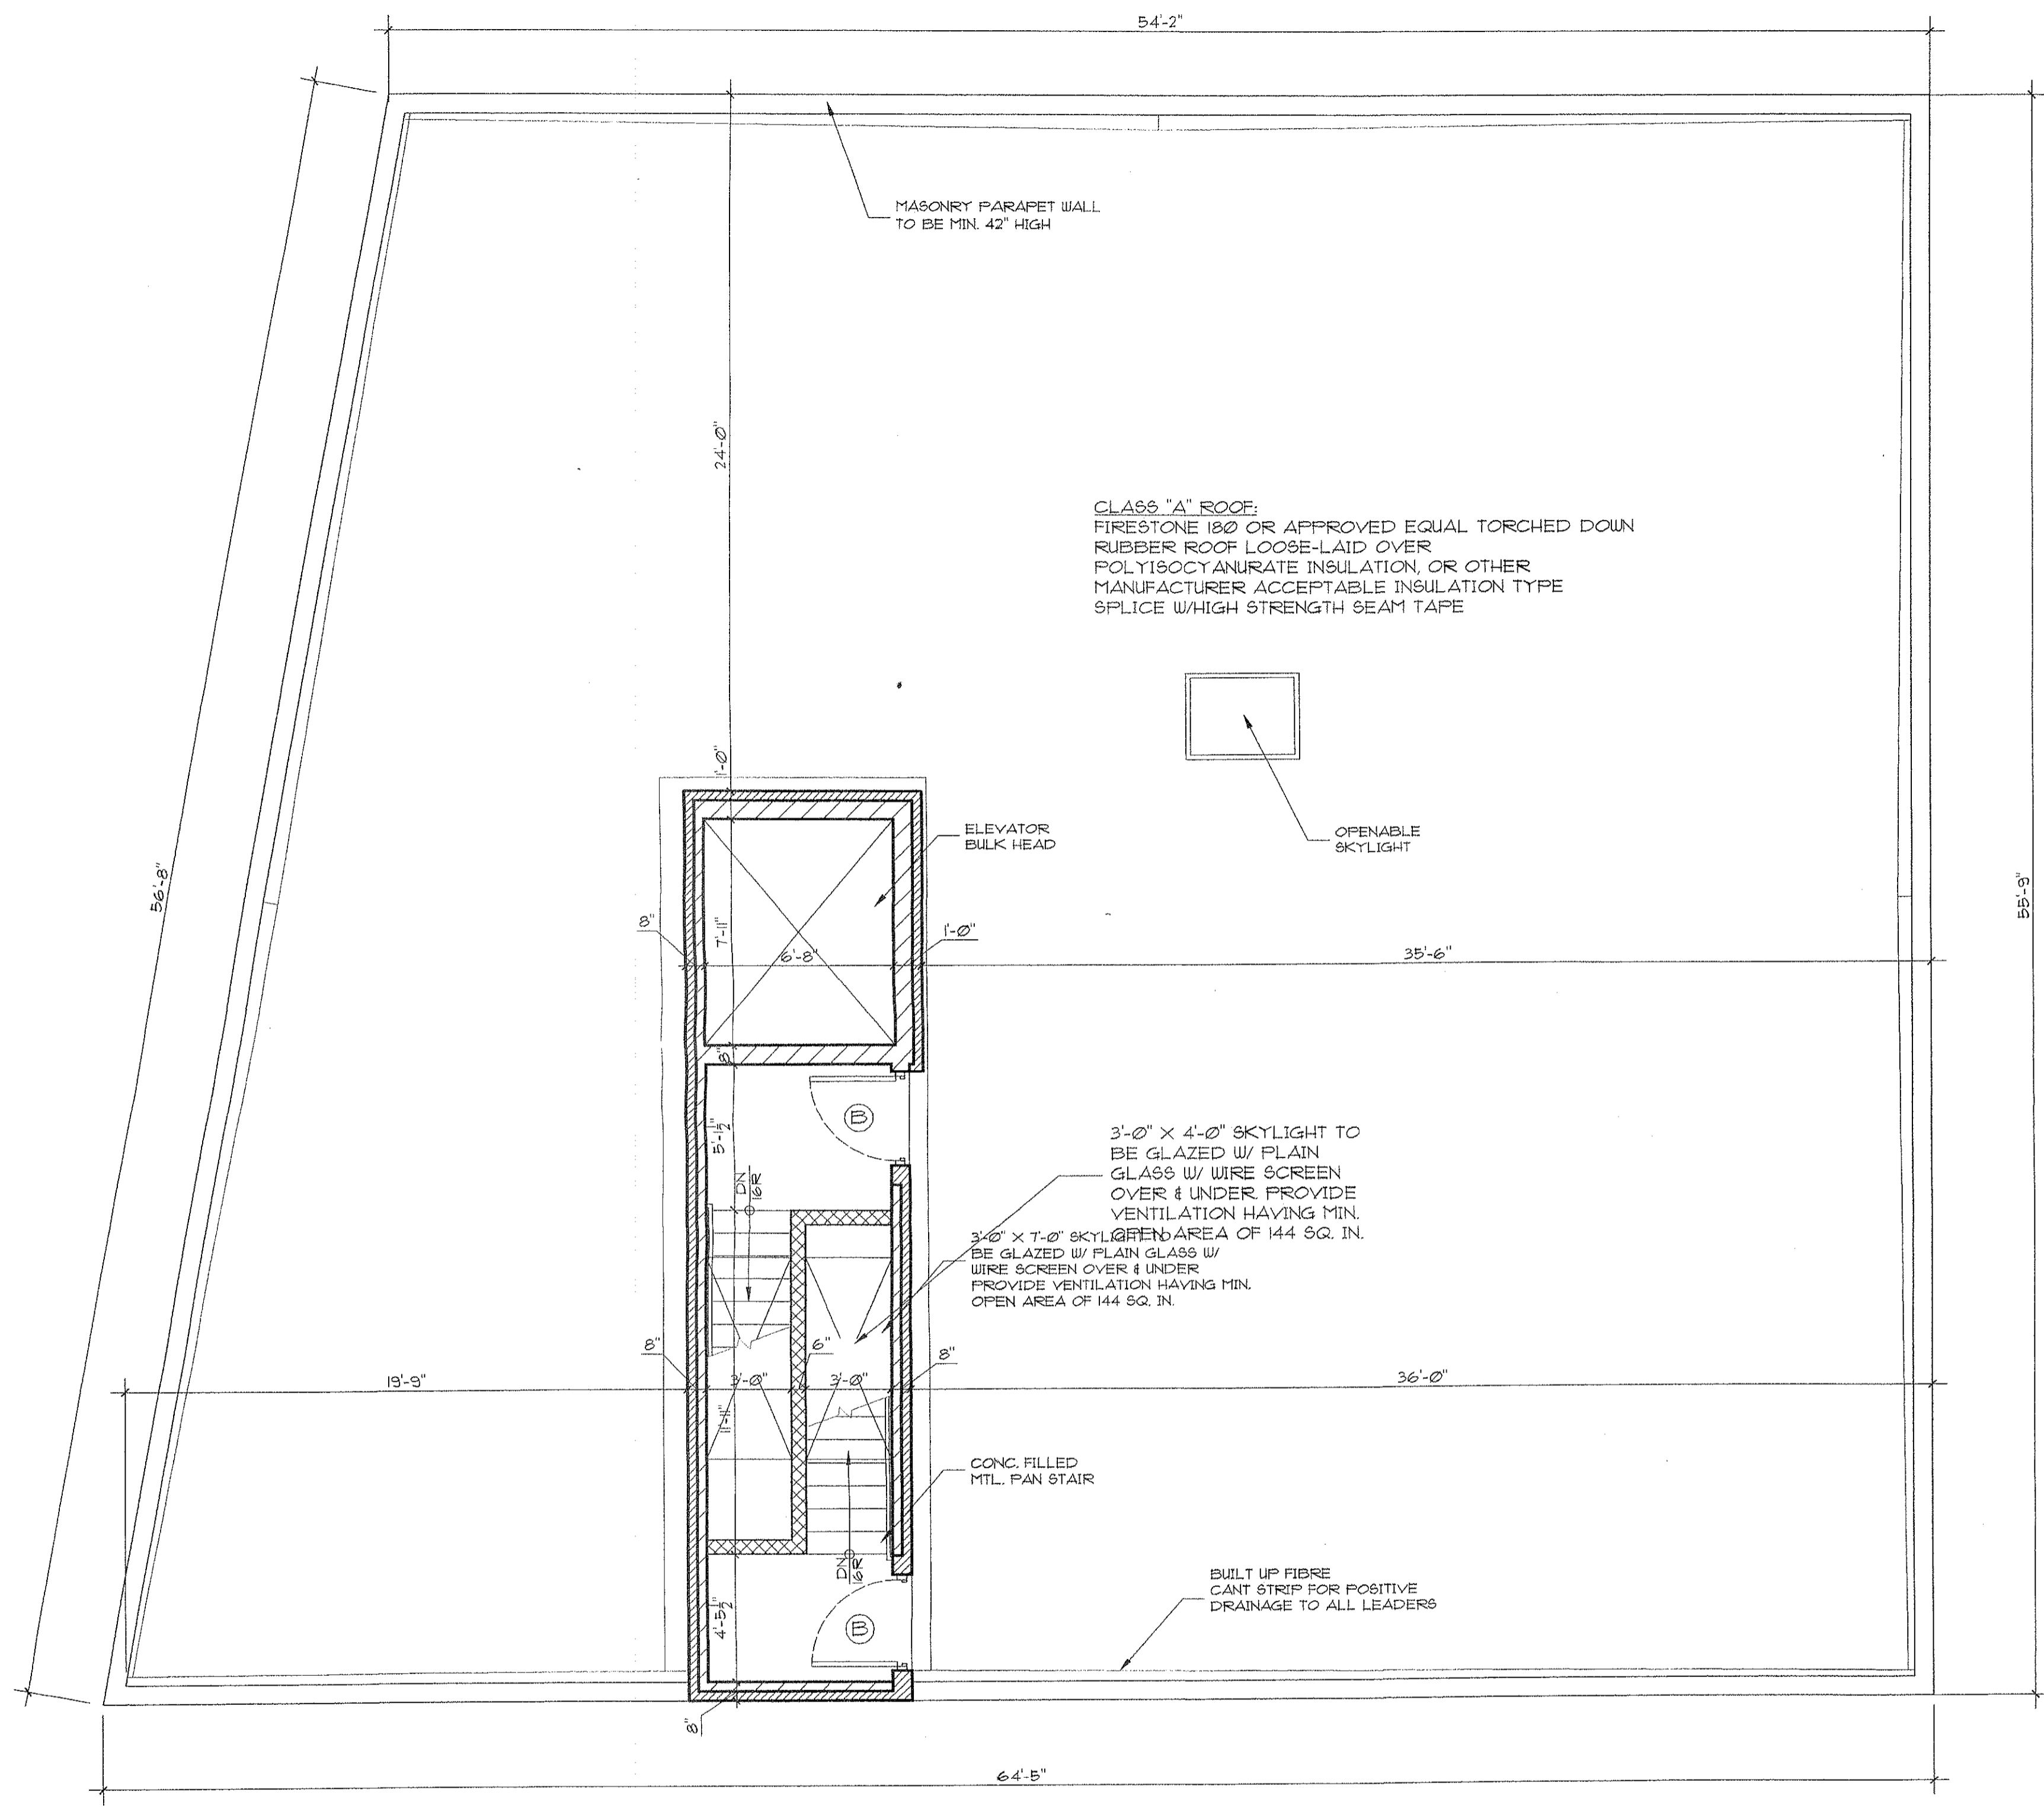 54'-2"
MASONRY PARAPET WALL
TO BE MIN. 42" HIGH
24'-0"
CLASS "A" ROOF:
FIRESTONE 180 OR APPROVED EQUAL TORCHED DOWN
RUBBER ROOF LOOSE-LAID OVER
POLYISOCYANURATE INSULATION, OR OTHER
MANUFACTURER ACCEPTABLE INSULATION TYPE
SPLICE W/HIGH STRENGTH SEAM TAPE
1'-0"
ELEVATOR
BULK HEAD
OPENABLE
SKYLIGHT
56'-8"
55'-9"
8"
7'-11"
6'-8"
1'-0"
35'-6"
8"
B
5'-1 1/2"
DN
16R
3'-0" X 4'-0" SKYLIGHT TO
BE GLAZED W/ PLAIN
GLASS W/ WIRE SCREEN
OVER & UNDER. PROVIDE
VENTILATION HAVING MIN.
OPEN AREA OF 144 SQ. IN.
3'-0" X 7'-0" SKYLIGHT TO
BE GLAZED W/ PLAIN GLASS W/
WIRE SCREEN OVER & UNDER
PROVIDE VENTILATION HAVING MIN.
OPEN AREA OF 144 SQ. IN.
8"
6"
8"
19'-9"
3'-0"
3'-0"
36'-0"
11'-11"
CONC. FILLED
MTL. PAN STAIR
DN
16R
4'-5 1/2"
B
BUILT UP FIBRE
CANT STRIP FOR POSITIVE
DRAINAGE TO ALL LEADERS
8"
64'-5"